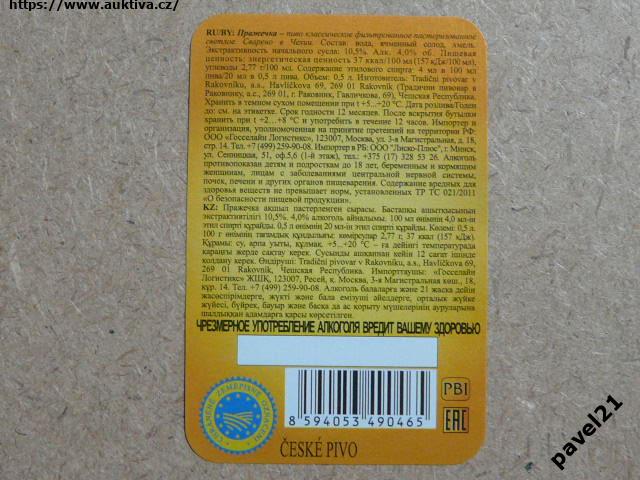 https://www.auktiva.cz/
RU/BY: Пражечка – пиво классическое фильтрованное пастеризованное
светлое. Сварено в Чехии. Состав: вода, ячменный солод, хмель.
Экстрактивность начального сусла: 10,5%. Алк. 4,0% об. Пищевая
ценность: энергетическая ценность 37 ккал/100 мл (157 кДж/100 мл),
углеводы 2,77 г/100 мл. Содержание этилового спирта: 4 мл в 100 мл
пива/20 мл в 0,5 л пива. Объем: 0,5 л. Изготовитель: Tradiční pivovar v
Rakovníku, a.s., Havlíčkova 69, 269 01 Rakovník (Традични пивовар в
Раковнику, а.с., 269 01, г. Раковник, Гавличкова, 69), Чешская Республика.
Хранить в темном сухом помещении при t +5...+20 °C. Дата розлива/Годен
до: см. на этикетке. Срок годности 12 месяцев. После вскрытия бутылки
хранить при t +2...+8 °C и употребить в течение 12 часов. Импортер и
организация, уполномоченная на принятие претензий на территории РФ:
ООО «Госселайн Логистикс», 123007, Москва, ул. 3-я Магистральная, д. 18,
стр. 14. Тел. +7 (499) 259-90-08. Импортер в РБ: ООО "Лиско-Плюс", г. Минск,
ул. Сенницкая, 51, оф.5,6 (1-й этаж), тел.: +375 (17) 328 53 26. Алкоголь
противопоказан детям и подросткам до 18 лет, беременным и кормящим
женщинам, лицам с заболеваниями центральной нервной системы,
почек, печени и других органов пищеварения. Содержание вредных для
здоровья веществ не превышает норм, установленных ТР ТС 021/2011
«О безопасности пищевой продукции».
KZ: Пражечка ақшыл пастерленген сырасы. Бастапқы ашытқысының
экстрактивтілігі 10,5%, 4,0% алкоголь айналымы. 100 мл өнімі 4,0 мл-ін
этил спирті құрайды. 0,5 л өнімін 20 мл-ін этил спирті құрайды. Көлемі: 0,5 л.
100 г өнімін тағамдық құндылығы: көмірсулар 2,77 г, 37 ккал (157 кДж).
Құрамы: су, арпа уыты, құлмақ. +5...+20 °C – ға дейінгі температурада
қараңғы жерде сақтау керек. Сусынды ашқаннан кейін 12 сағат ішінде
қолдану керек. Өндіруші: Tradiční pivovar v Rakovníku, a.s., Havlíčkova 69,
269 01 Rakovník, Чешская Республика. Импорттаушы: «Госселайн
Логистикс» ЖШҚ, 123007, Ресей, к. Москва, 3-я Магистральная көш., 18,
құр. 14. Тел. +7 (499) 259-90-08. Алкоголь балаларға және 21 жасқа дейін
жасөспірімдерге, жүкті және бала емізуші әйелдерге, орталық жүйке
жүйесі, бүйрек, бауыр және басқа да ас қорыту мүшелерінің ауруларына
шалдыққан адамдарға қарсы көрсетілген.
ЧРЕЗМЕРНОЕ УПОТРЕБЛЕНИЕ АЛКОГОЛЯ ВРЕДИТ ВАШЕМУ ЗДОРОВЬЮ
CHRÁNĚNÉ ZEMĚPISNÉ OZNAČENÍ
8 594053 490465
PBI
EAC
ČESKÉ PIVO
pavel21